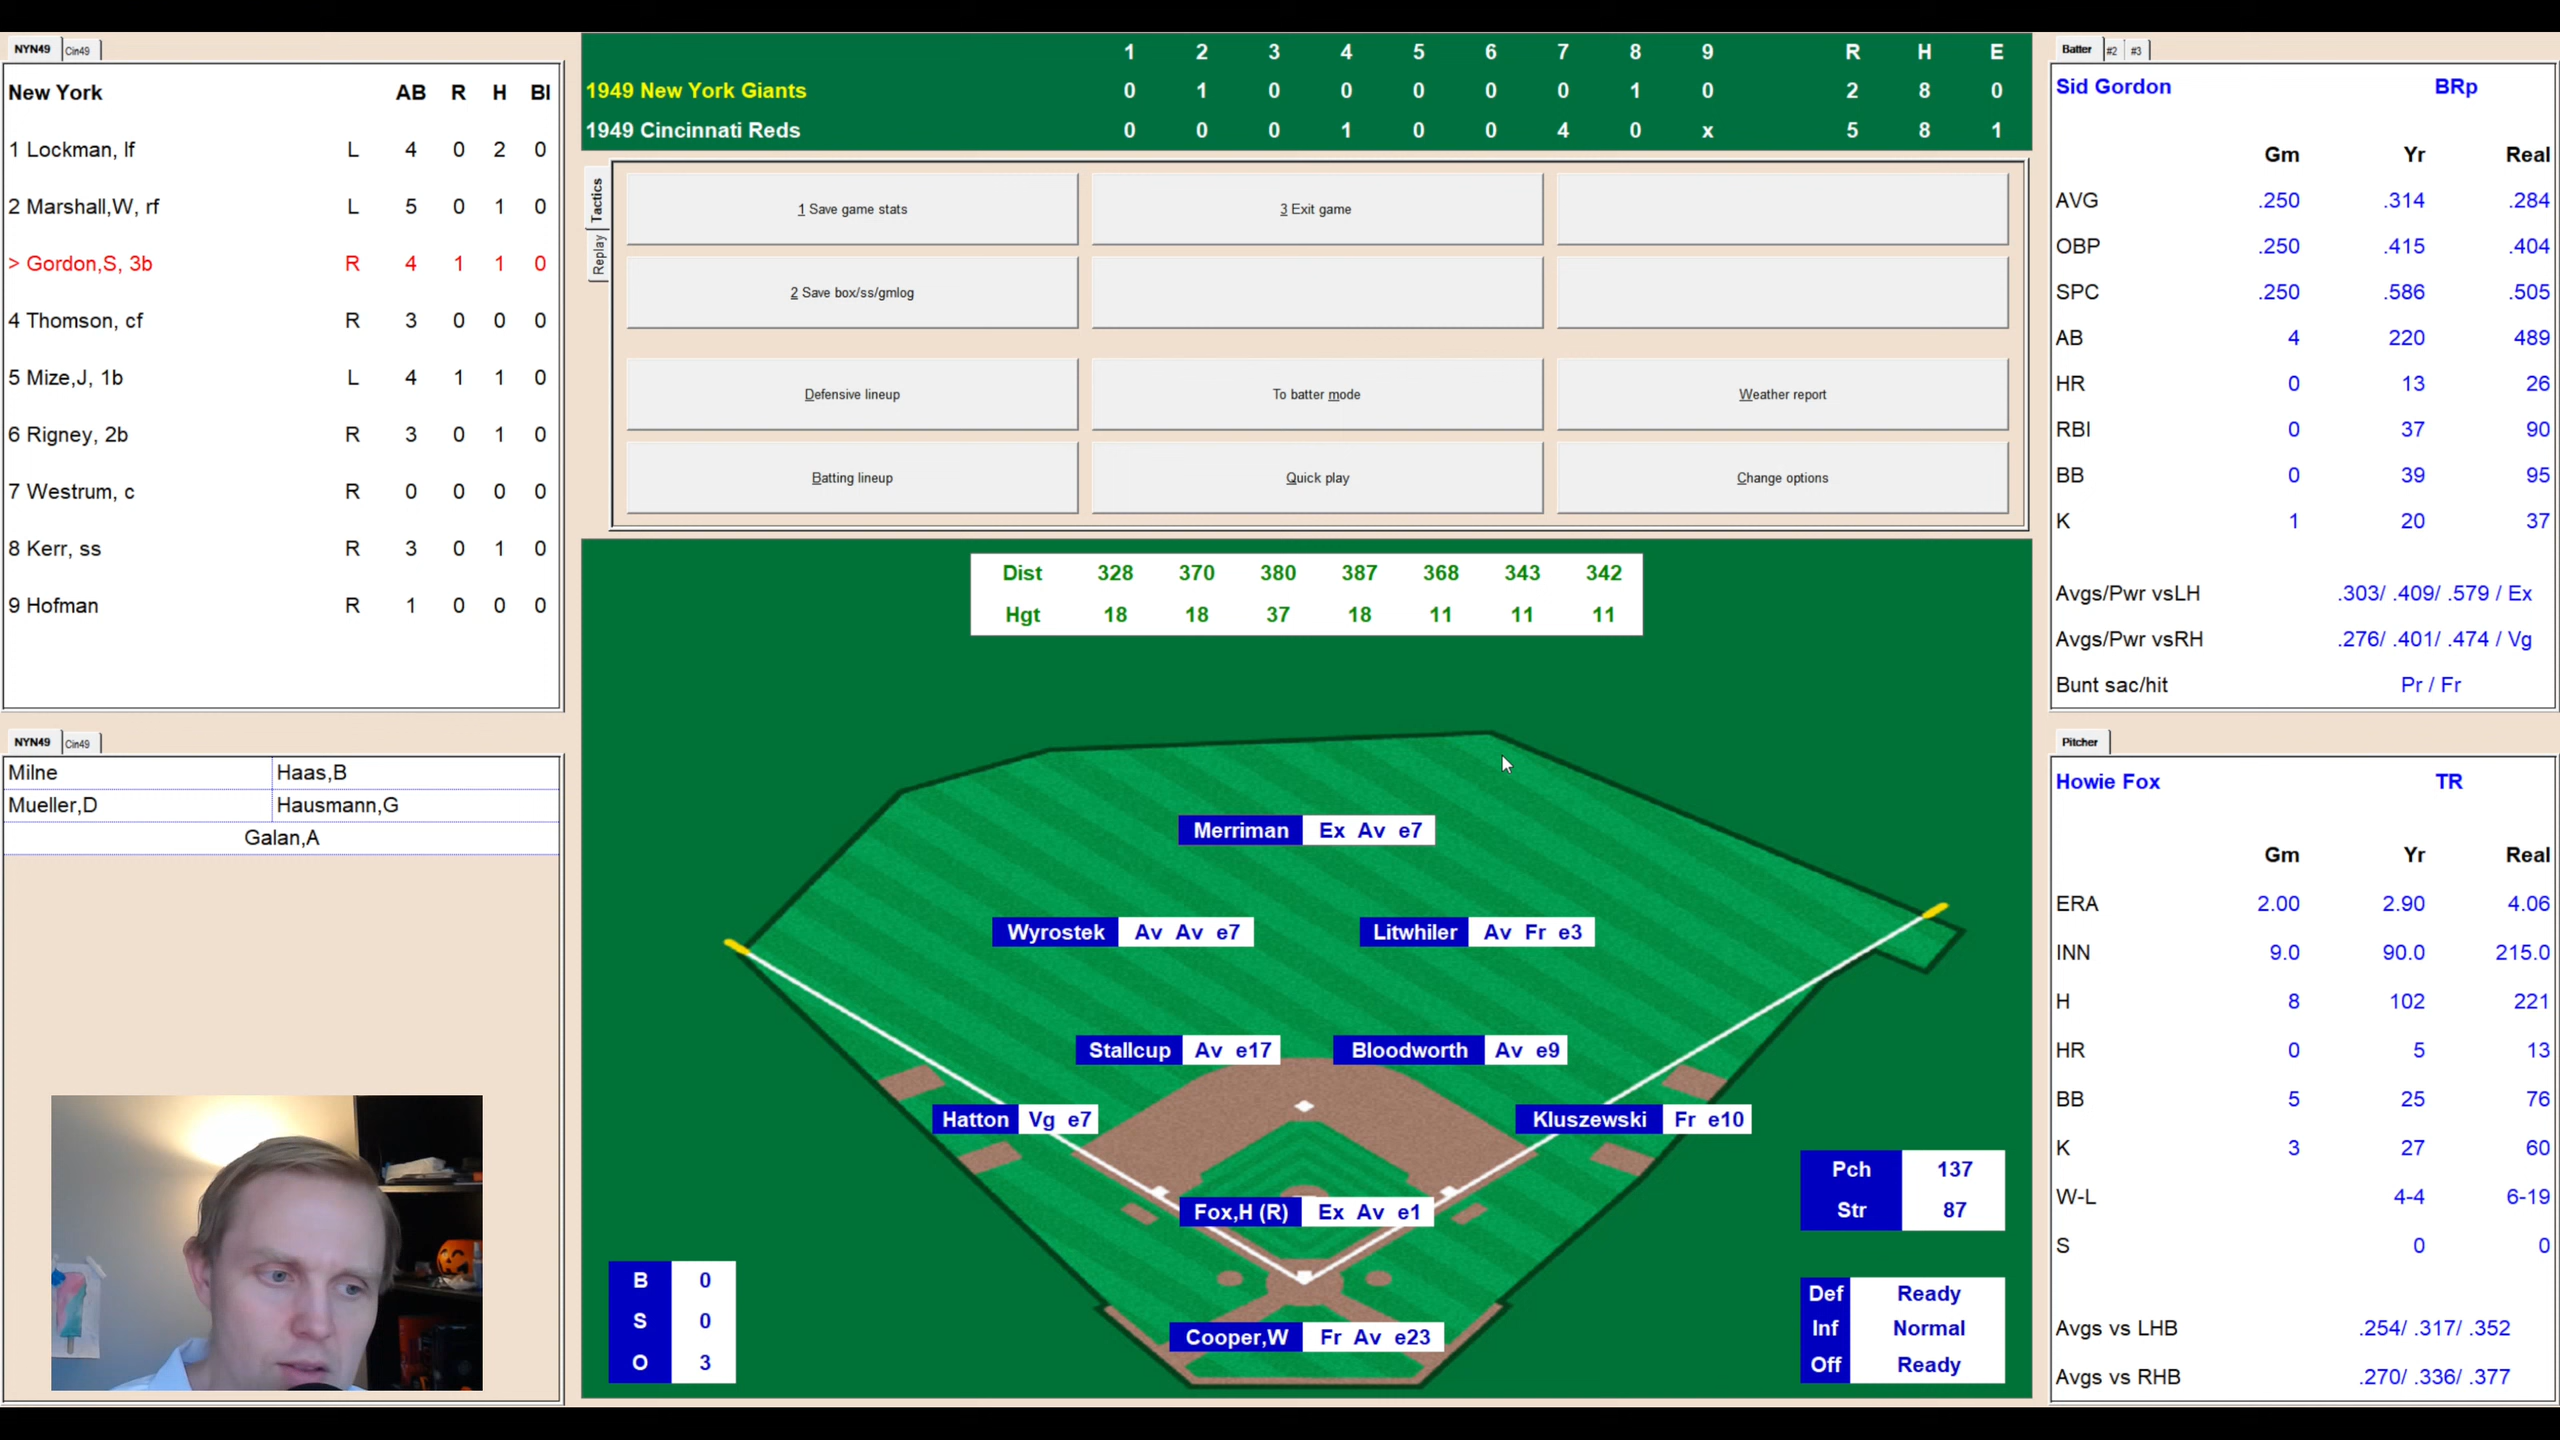 NYN49 Cin49
New York AB R H BI
1 Lockman, lf L 4 0 2 0
2 Marshall,W, rf L 5 0 1 0
> Gordon,S, 3b R 4 1 1 0
4 Thomson, cf R 3 0 0 0
5 Mize,J, 1b L 4 1 1 0
6 Rigney, 2b R 3 0 1 0
7 Westrum, c R 0 0 0 0
8 Kerr, ss R 3 0 1 0
9 Hofman R 1 0 0 0
NYN49 Cin49
Milne Haas,B
Mueller,D Hausmann,G
Galan,A
1 2 3 4 5 6 7 8 9 R H E
1949 New York Giants 0 1 0 0 0 0 0 1 0 2 8 0
1949 Cincinnati Reds 0 0 0 1 0 0 4 0 x 5 8 1
Tactics
Replay
1 Save game stats 3 Exit game
2 Save box/ss/gmlog
Defensive lineup To batter mode Weather report
Batting lineup Quick play Change options
Dist 328 370 380 387 368 343 342
Hgt 18 18 37 18 11 11 11
Merriman Ex Av e7
Wyrostek Av Av e7 Litwhiler Av Fr e3
Stallcup Av e17 Bloodworth Av e9
Hatton Vg e7 Kluszewski Fr e10
Fox,H (R) Ex Av e1
Cooper,W Fr Av e23
Pch 137
Str 87
B 0
S 0
O 3
Def Ready
Inf Normal
Off Ready
Batter #2 #3
Sid Gordon BRp
Gm Yr Real
AVG .250 .314 .284
OBP .250 .415 .404
SPC .250 .586 .505
AB 4 220 489
HR 0 13 26
RBI 0 37 90
BB 0 39 95
K 1 20 37
Avgs/Pwr vsLH .303/ .409/ .579 / Ex
Avgs/Pwr vsRH .276/ .401/ .474 / Vg
Bunt sac/hit Pr / Fr
Pitcher
Howie Fox TR
Gm Yr Real
ERA 2.00 2.90 4.06
INN 9.0 90.0 215.0
H 8 102 221
HR 0 5 13
BB 5 25 76
K 3 27 60
W-L 4-4 6-19
S 0 0
Avgs vs LHB .254/ .317/ .352
Avgs vs RHB .270/ .336/ .377